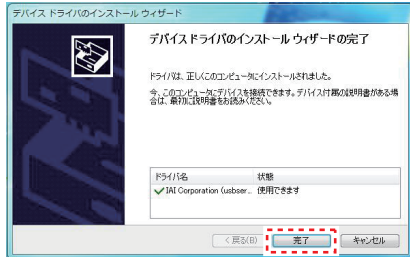 デバイス ドライバのインストール ウィザード
デバイス ドライバのインストール ウィザードの完了
ドライバは、正しくこのコンピュータにインストールされました。
今、このコンピュータにデバイスを接続できます。デバイス付属の説明書がある場
合は、最初に説明書をお読みください。
ドライバ名 状態
IAI Corporation (usbser... 使用できます
< 戻る(B) 完了 キャンセル